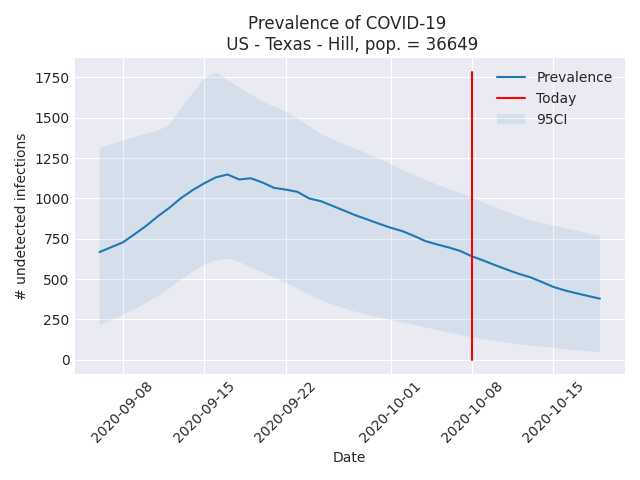 Prevalence of COVID-19
US - Texas - Hill, pop. = 36649
1750
1500
1250
1000
750
500
250
0
# undetected infections
Prevalence
Today
95CI
2020-09-08
2020-09-15
2020-09-22
2020-10-01
2020-10-08
2020-10-15
Date